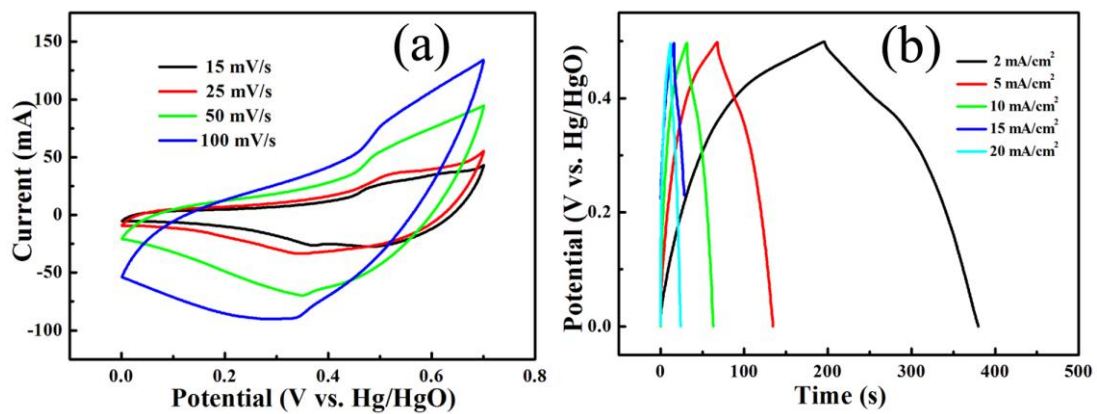 (a)
15 mV/s
25 mV/s
50 mV/s
100 mV/s
Current (mA)
150
100
50
0
-50
-100
0.0 0.2 0.4 0.6 0.8
Potential (V vs. Hg/HgO)
(b)
2 mA/cm²
5 mA/cm²
10 mA/cm²
15 mA/cm²
20 mA/cm²
Potential (V vs. Hg/HgO)
0.4
0.2
0.0
0 100 200 300 400 500
Time (s)